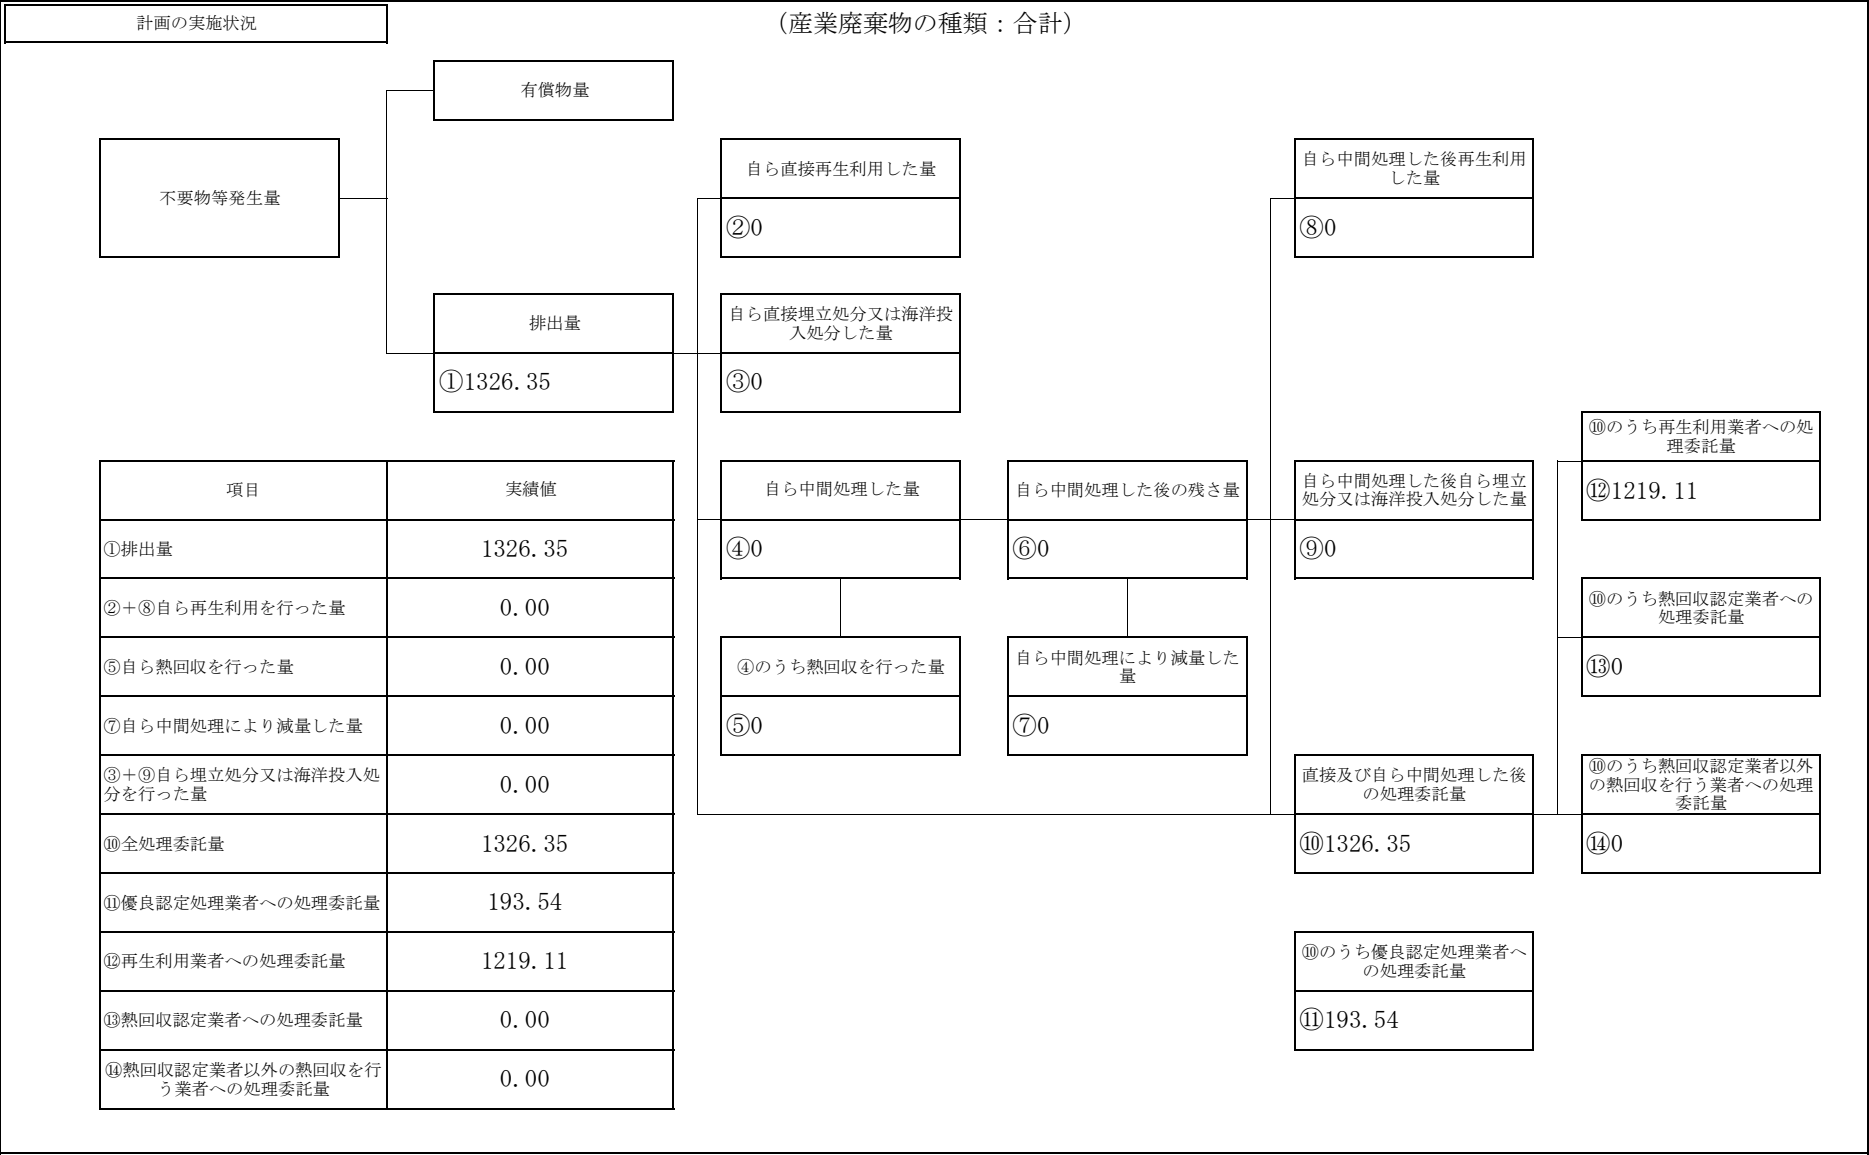 計画の実施状況
（産業廃棄物の種類：合計）
有償物量
不要物等発生量
自ら直接再生利用した量
②0
自ら中間処理した後再生利用
した量
⑧0
排出量
①1326.35
自ら直接埋立処分又は海洋投
入処分した量
③0
自ら中間処理した量
④0
自ら中間処理した後の残さ量
⑥0
自ら中間処理した後自ら埋立
処分又は海洋投入処分した量
⑨0
⑩のうち再生利用業者への処
理委託量
⑫1219.11
④のうち熱回収を行った量
⑤0
自ら中間処理により減量した
量
⑦0
⑩のうち熱回収認定業者への
処理委託量
⑬0
直接及び自ら中間処理した後
の処理委託量
⑩1326.35
⑩のうち熱回収認定業者以外
の熱回収を行う業者への処理
委託量
⑭0
⑩のうち優良認定処理業者へ
の処理委託量
⑪193.54
項目 実績値
①排出量 1326.35
②＋⑧自ら再生利用を行った量 0.00
⑤自ら熱回収を行った量 0.00
⑦自ら中間処理により減量した量 0.00
③＋⑨自ら埋立処分又は海洋投入処
分を行った量 0.00
⑩全処理委託量 1326.35
⑪優良認定処理業者への処理委託量 193.54
⑫再生利用業者への処理委託量 1219.11
⑬熱回収認定業者への処理委託量 0.00
⑭熱回収認定業者以外の熱回収を行
う業者への処理委託量 0.00